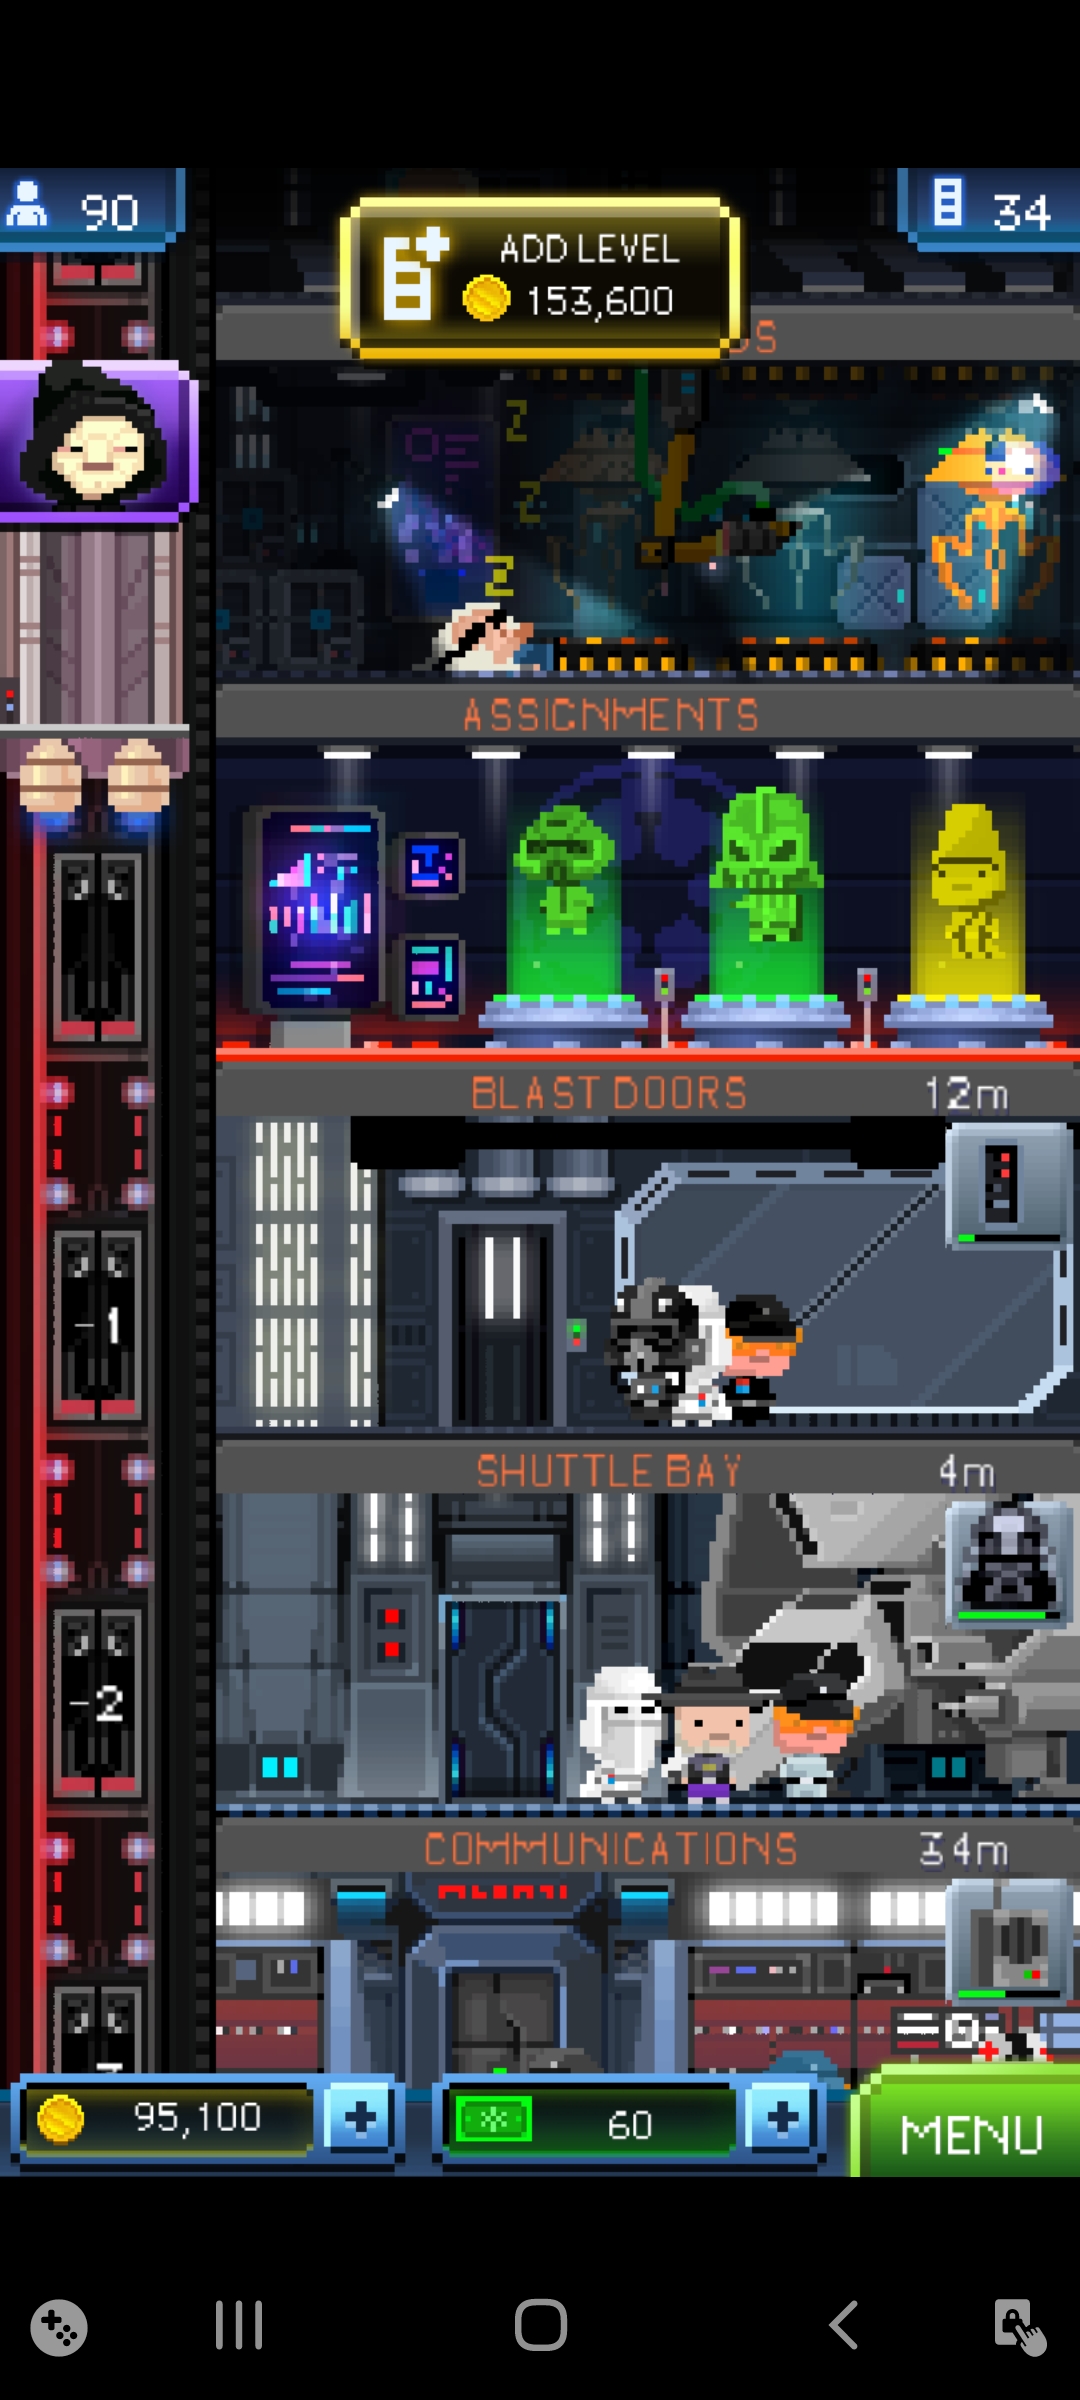 90
ADD LEVEL
153,600
34
Z
Z
Z
ASSIGNMENTS
BLAST DOORS 12m
-1
SHUTTLE BAY 4m
-2
COMMUNICATIONS 34m
95,100
60
MENU